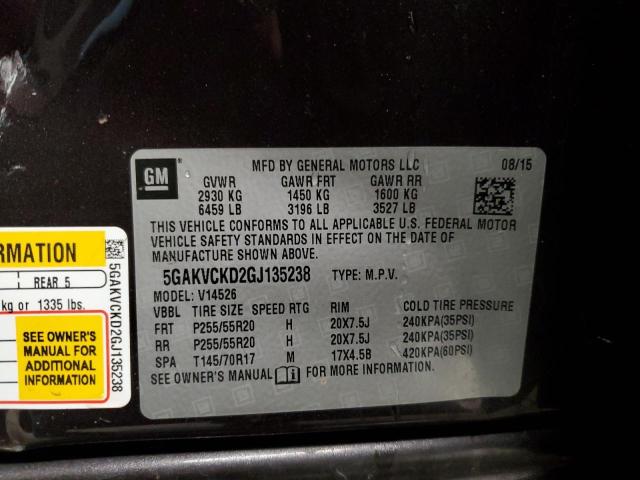 GM
MFD BY GENERAL MOTORS LLC 08/15
GVWR GAWR FRT GAWR RR
2930 KG 1450 KG 1600 KG
6459 LB 3196 LB 3527 LB
THIS VEHICLE CONFORMS TO ALL APPLICABLE U.S. FEDERAL MOTOR
VEHICLE SAFETY STANDARDS IN EFFECT ON THE DATE OF
MANUFACTURE SHOWN ABOVE.
5GAKVCKD2GJ135238 TYPE: M.P.V.
MODEL: V14526
VBBL TIRE SIZE SPEED RTG RIM COLD TIRE PRESSURE
FRT P255/55R20 H 20X7.5J 240KPA(35PSI)
RR P255/55R20 H 20X7.5J 240KPA(35PSI)
SPA T145/70R17 M 17X4.5B 420KPA(60PSI)
SEE OWNER'S MANUAL FOR MORE INFORMATION.
REAR 5
kg or 1335 lbs.
SEE OWNER'S
MANUAL FOR
ADDITIONAL
INFORMATION
5GAKVCKD2GJ135238